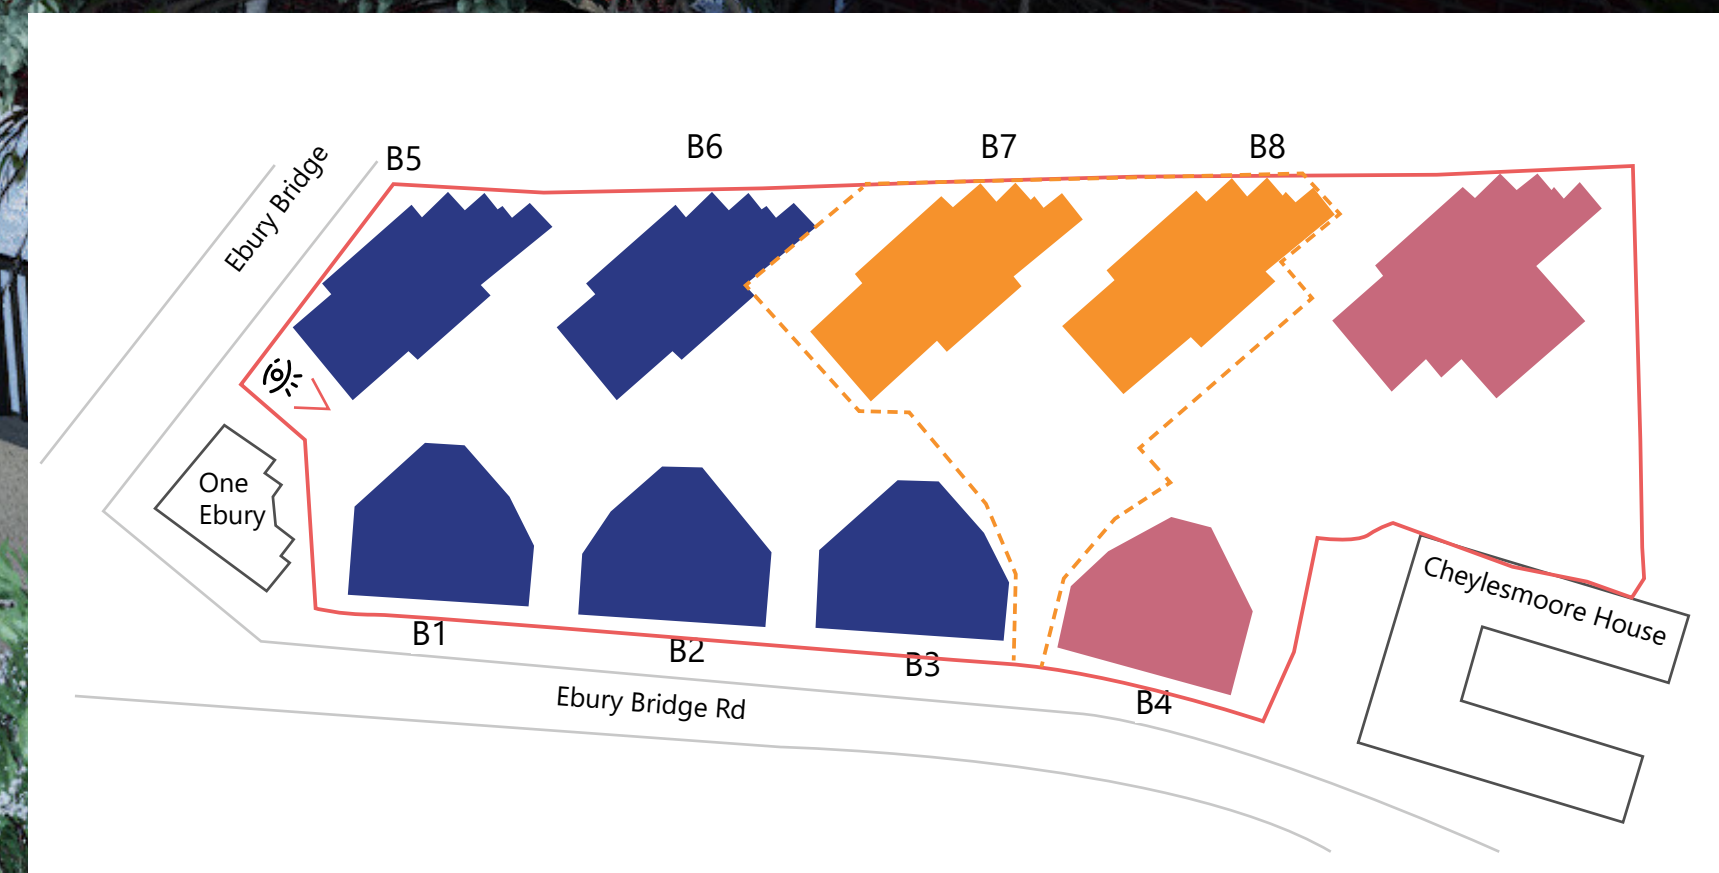 B5
B6
B7
B8
Ebury Bridge
One
Ebury
Cheylesmoore House
B1
B2
B3
B4
Ebury Bridge Rd